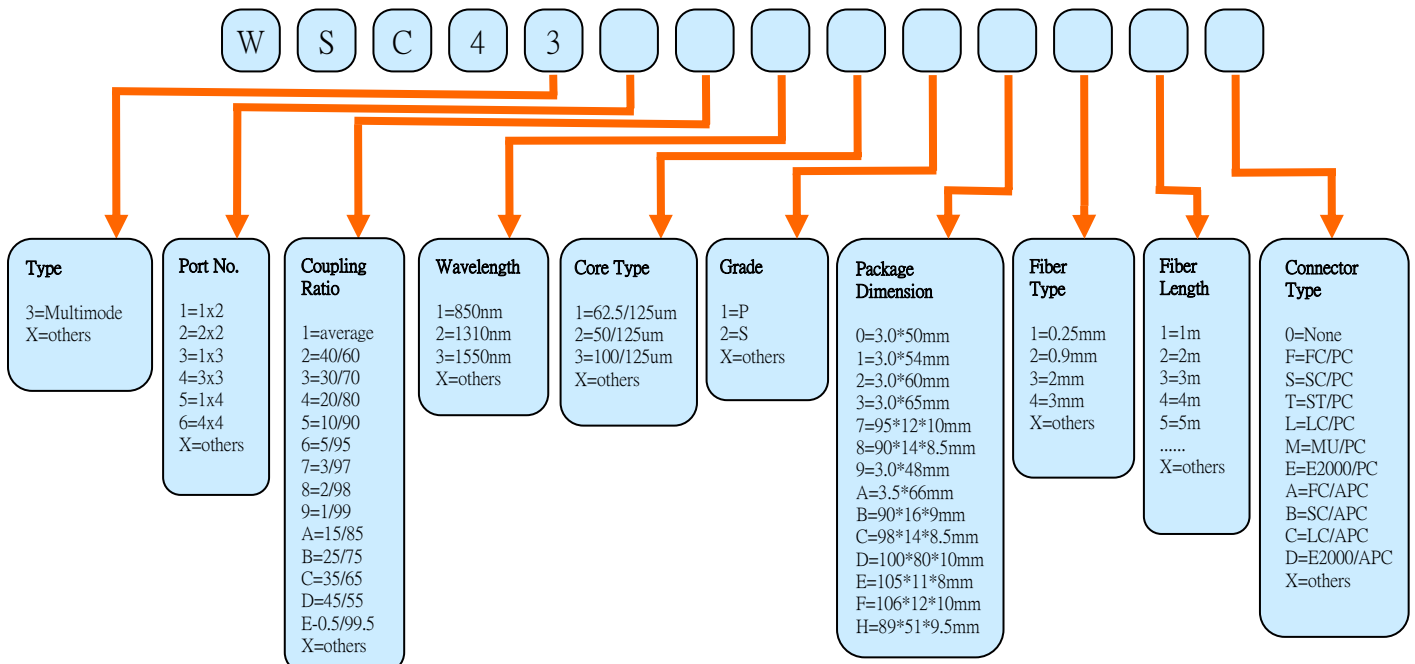 W S C 4 3
Type
3=Multimode
X=others
Port No.
1=1x2
2=2x2
3=1x3
4=3x3
5=1x4
6=4x4
X=others
Coupling
Ratio
1=average
2=40/60
3=30/70
4=20/80
5=10/90
6=5/95
7=3/97
8=2/98
9=1/99
A=15/85
B=25/75
C=35/65
D=45/55
E-0.5/99.5
X=others
Wavelength
1=850nm
2=1310nm
3=1550nm
X=others
Core Type
1=62.5/125um
2=50/125um
3=100/125um
X=others
Grade
1=P
2=S
X=others
Package
Dimension
0=3.0*50mm
1=3.0*54mm
2=3.0*60mm
3=3.0*65mm
7=95*12*10mm
8=90*14*8.5mm
9=3.0*48mm
A=3.5*66mm
B=90*16*9mm
C=98*14*8.5mm
D=100*80*10mm
E=105*11*8mm
F=106*12*10mm
H=89*51*9.5mm
Fiber
Type
1=0.25mm
2=0.9mm
3=2mm
4=3mm
X=others
Fiber
Length
1=1m
2=2m
3=3m
4=4m
5=5m
......
X=others
Connector
Type
0=None
F=FC/PC
S=SC/PC
T=ST/PC
L=LC/PC
M=MU/PC
E=E2000/PC
A=FC/APC
B=SC/APC
C=LC/APC
D=E2000/APC
X=others